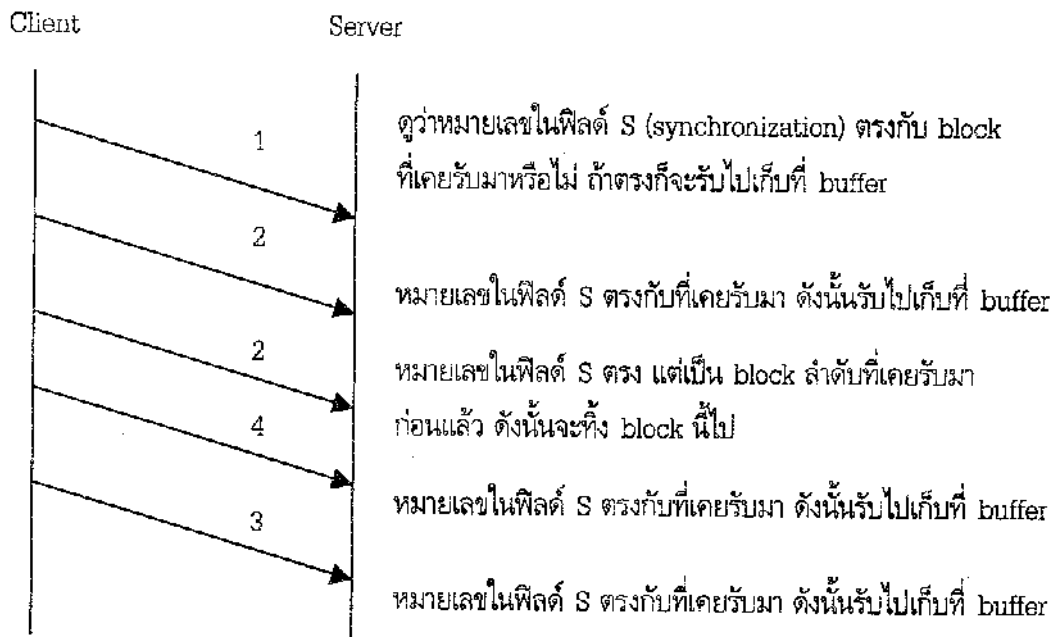 Client Server
1
ดูว่าหมายเลขในฟิลด์ S (synchronization) ตรงกับ block
ที่เคยรับมาหรือไม่ ถ้าตรงก็จะรับไปเก็บที่ buffer
2
หมายเลขในฟิลด์ S ตรงกับที่เคยรับมา ดังนั้นรับไปเก็บที่ buffer
2
หมายเลขในฟิลด์ S ตรง แต่เป็น block ลำดับที่เคยรับมา
ก่อนแล้ว ดังนั้นจะทิ้ง block นี้ไป
4
หมายเลขในฟิลด์ S ตรงกับที่เคยรับมา ดังนั้นรับไปเก็บที่ buffer
3
หมายเลขในฟิลด์ S ตรงกับที่เคยรับมา ดังนั้นรับไปเก็บที่ buffer